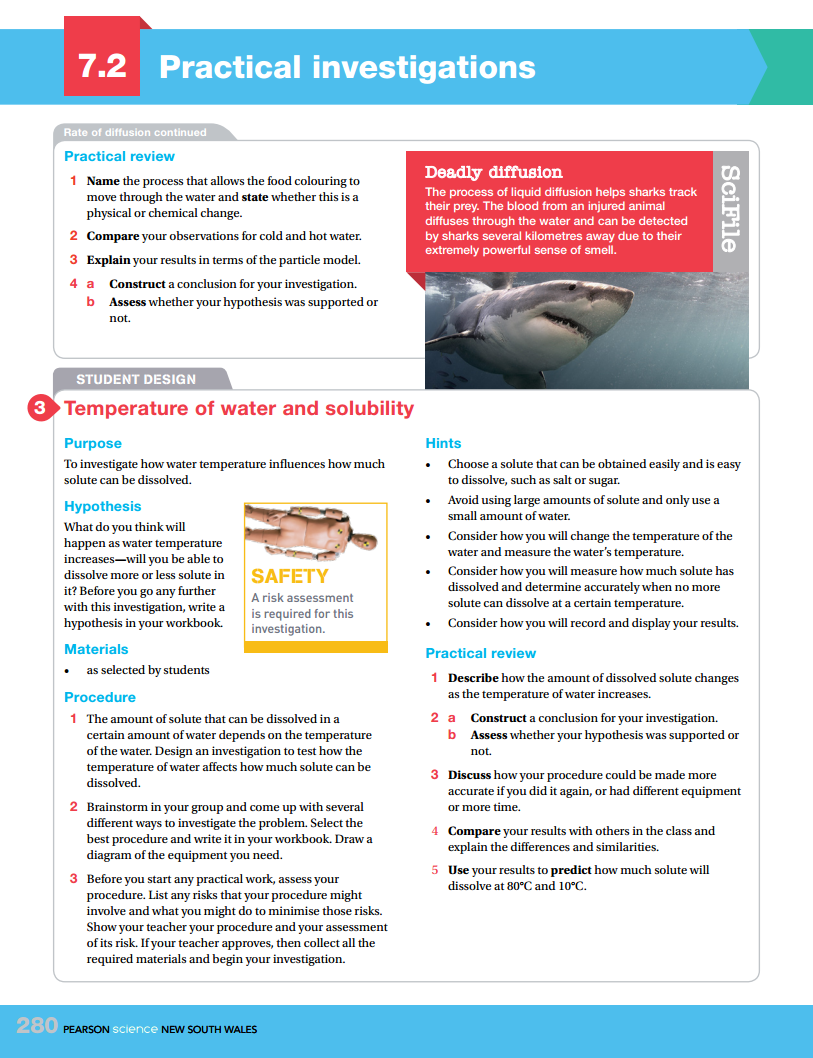 7.2
Practical investigations
Rate of diffusion continued
Practical review
1 Name the process that allows the food colouring to
move through the water and state whether this is a
physical or chemical change.
2 Compare your observations for cold and hot water.
3 Explain your results in terms of the particle model.
4 a Construct a conclusion for your investigation.
b Assess whether your hypothesis was supported or
not.
Deadly diffusion
The process of liquid diffusion helps sharks track
their prey. The blood from an injured animal
diffuses through the water and can be detected
by sharks several kilometres away due to their
extremely powerful sense of smell.
SciFile
STUDENT DESIGN
3 Temperature of water and solubility
Purpose
To investigate how water temperature influences how much
solute can be dissolved.
Hypothesis
What do you think will
happen as water temperature
increases—will you be able to
dissolve more or less solute in
it? Before you go any further
with this investigation, write a
hypothesis in your workbook.
SAFETY
A risk assessment
is required for this
investigation.
Materials
• as selected by students
Procedure
1 The amount of solute that can be dissolved in a
certain amount of water depends on the temperature
of the water. Design an investigation to test how the
temperature of water affects how much solute can be
dissolved.
2 Brainstorm in your group and come up with several
different ways to investigate the problem. Select the
best procedure and write it in your workbook. Draw a
diagram of the equipment you need.
3 Before you start any practical work, assess your
procedure. List any risks that your procedure might
involve and what you might do to minimise those risks.
Show your teacher your procedure and your assessment
of its risk. If your teacher approves, then collect all the
required materials and begin your investigation.
Hints
• Choose a solute that can be obtained easily and is easy
to dissolve, such as salt or sugar.
• Avoid using large amounts of solute and only use a
small amount of water.
• Consider how you will change the temperature of the
water and measure the water's temperature.
• Consider how you will measure how much solute has
dissolved and determine accurately when no more
solute can dissolve at a certain temperature.
• Consider how you will record and display your results.
Practical review
1 Describe how the amount of dissolved solute changes
as the temperature of water increases.
2 a Construct a conclusion for your investigation.
b Assess whether your hypothesis was supported or
not.
3 Discuss how your procedure could be made more
accurate if you did it again, or had different equipment
or more time.
4 Compare your results with others in the class and
explain the differences and similarities.
5 Use your results to predict how much solute will
dissolve at 80°C and 10°C.
280 PEARSON science NEW SOUTH WALES